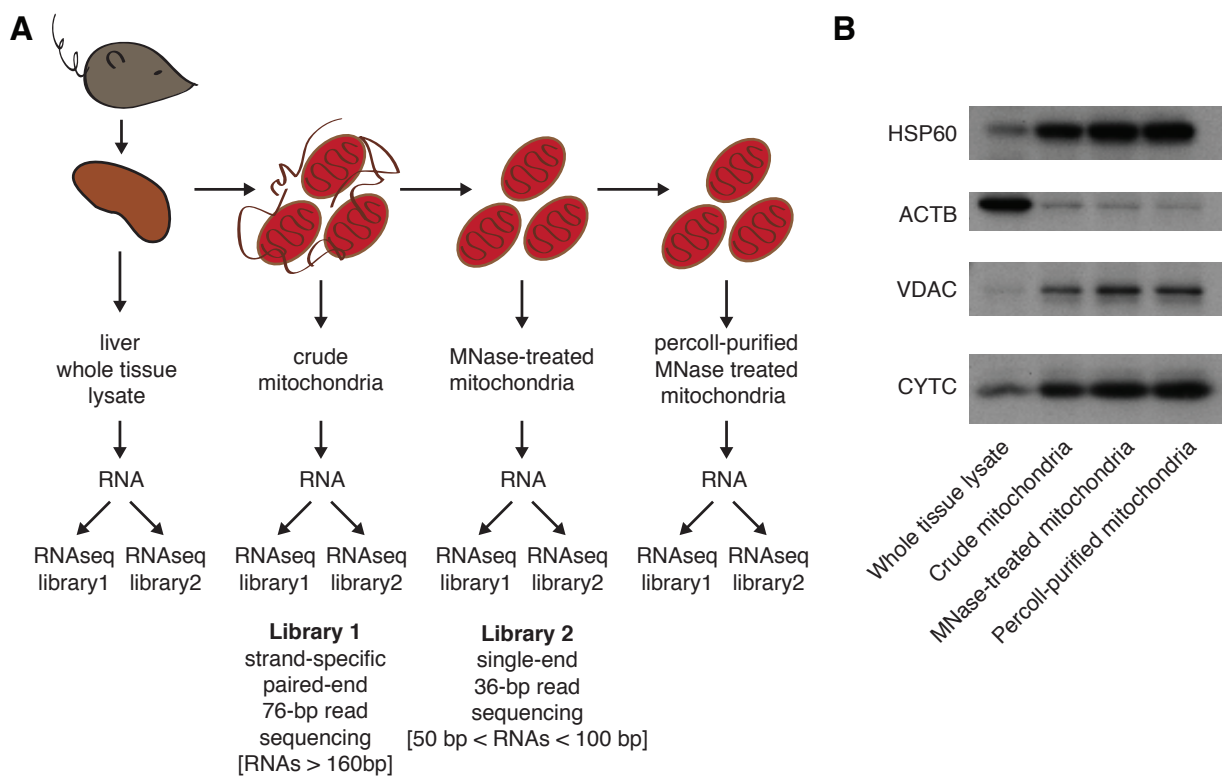 A
liver
whole tissue
lysate
crude
mitochondria
MNase-treated
mitochondria
percoll-purified
MNase treated
mitochondria
RNA
RNA
RNA
RNA
RNAseq
library1
RNAseq
library2
RNAseq
library1
RNAseq
library2
RNAseq
library1
RNAseq
library2
RNAseq
library1
RNAseq
library2
Library 1
strand-specific
paired-end
76-bp read
sequencing
[RNAs > 160bp]
Library 2
single-end
36-bp read
sequencing
[50 bp < RNAs < 100 bp]
B
HSP60
ACTB
VDAC
CYTC
Whole tissue lysate
Crude mitochondria
MNase-treated mitochondria
Percoll-purified mitochondria